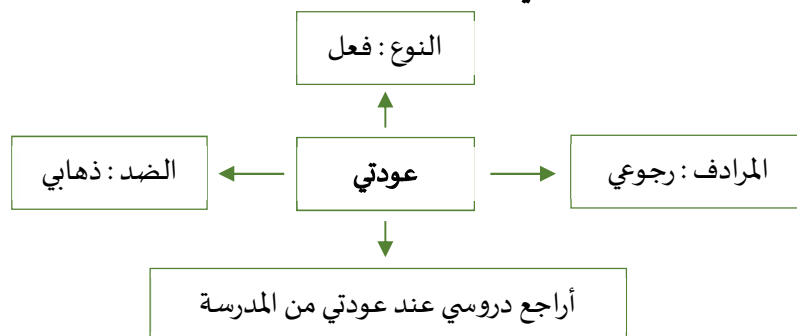 النوع : فعل
المرادف : رجوعي
عودتي
الضد : ذهابي
أراجع دروسي عند عودتي من المدرسة